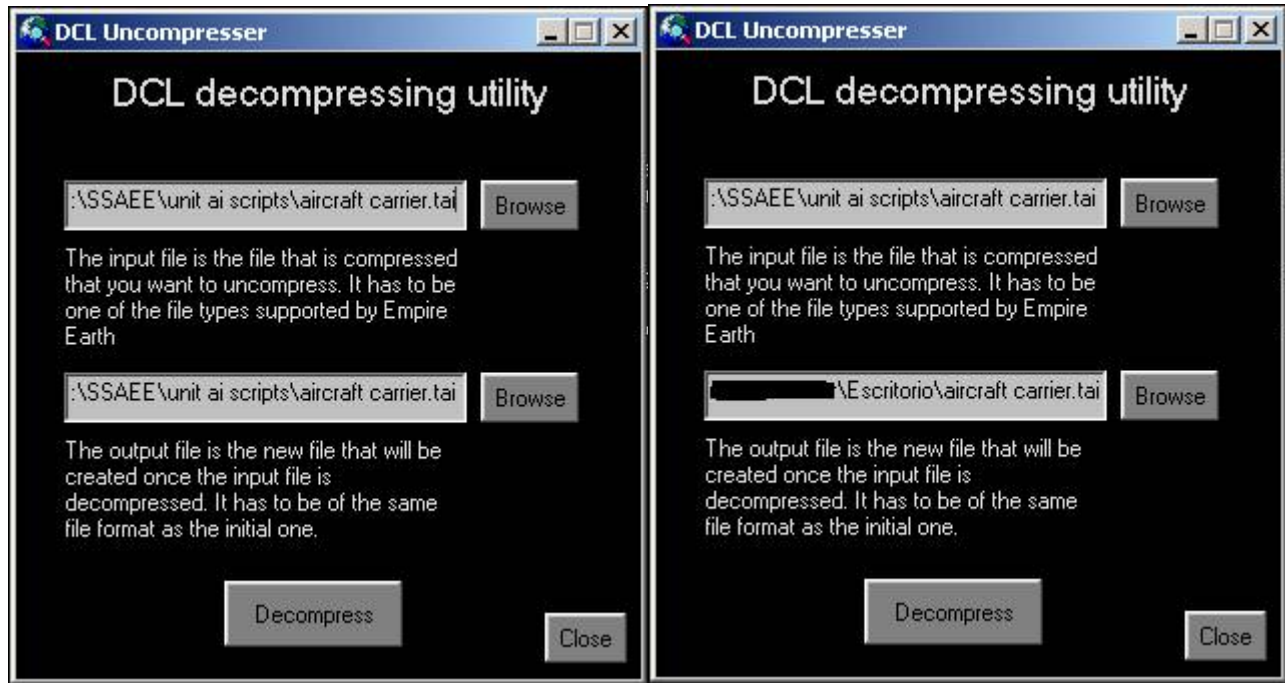 DCL Uncompresser
DCL decompressing utility
:\SSAEE\unit ai scripts\aircraft carrier.tai
Browse
The input file is the file that is compressed
that you want to uncompress. It has to be
one of the file types supported by Empire
Earth
:\SSAEE\unit ai scripts\aircraft carrier.tai
Browse
The output file is the new file that will be
created once the input file is
decompressed. It has to be of the same
file format as the initial one.
Decompress
Close
DCL Uncompresser
DCL decompressing utility
:\SSAEE\unit ai scripts\aircraft carrier.tai
Browse
The input file is the file that is compressed
that you want to uncompress. It has to be
one of the file types supported by Empire
Earth
\Escritorio\aircraft carrier.tai
Browse
The output file is the new file that will be
created once the input file is
decompressed. It has to be of the same
file format as the initial one.
Decompress
Close